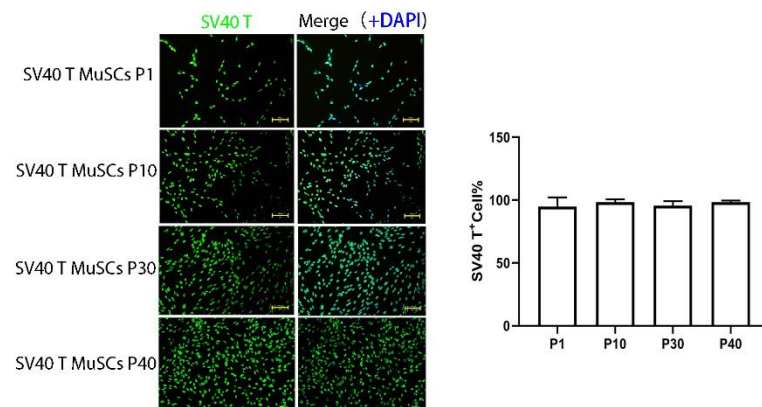 SV40 T
Merge（+DAPI）
SV40 T MuSCs P1
SV40 T MuSCs P10
SV40 T MuSCs P30
SV40 T MuSCs P40
SV40 T+Cell%
150
100
50
0
P1 P10 P30 P40